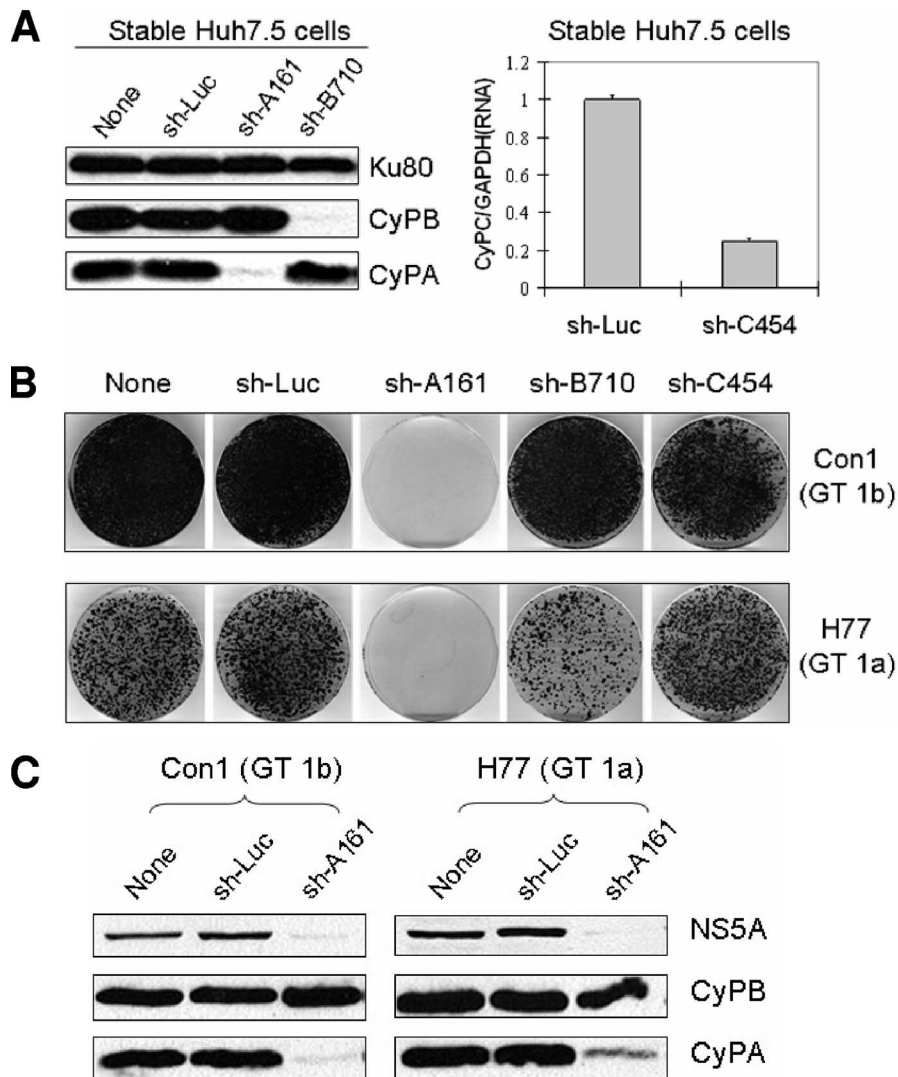 A
Stable Huh7.5 cells
None sh-Luc sh-A161 sh-B710
Ku80
CyPB
CyPA
Stable Huh7.5 cells
CyPC/GAPDH(RNA)
1.2
1
0.8
0.6
0.4
0.2
0
sh-Luc sh-C454
B
None sh-Luc sh-A161 sh-B710 sh-C454
Con1
(GT 1b)
H77
(GT 1a)
C
Con1 (GT 1b) H77 (GT 1a)
None sh-Luc sh-A161 None sh-Luc sh-A161
NS5A
CyPB
CyPA